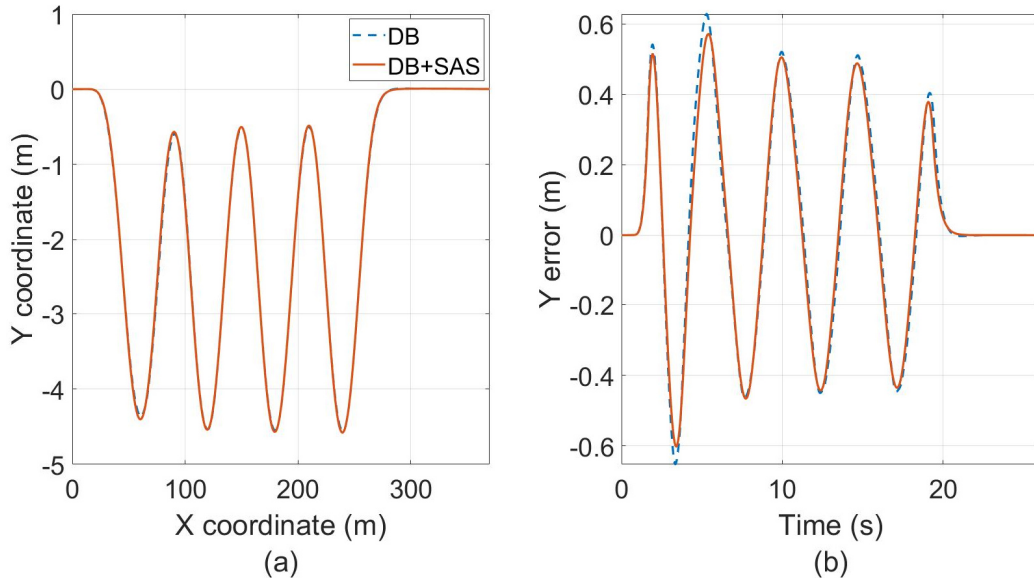 1
0
-1
-2
-3
-4
-5
Y coordinate (m)
0
100
200
300
X coordinate (m)
(a)
DB
DB+SAS
0.6
0.4
0.2
0
-0.2
-0.4
-0.6
Y error (m)
0
10
20
Time (s)
(b)